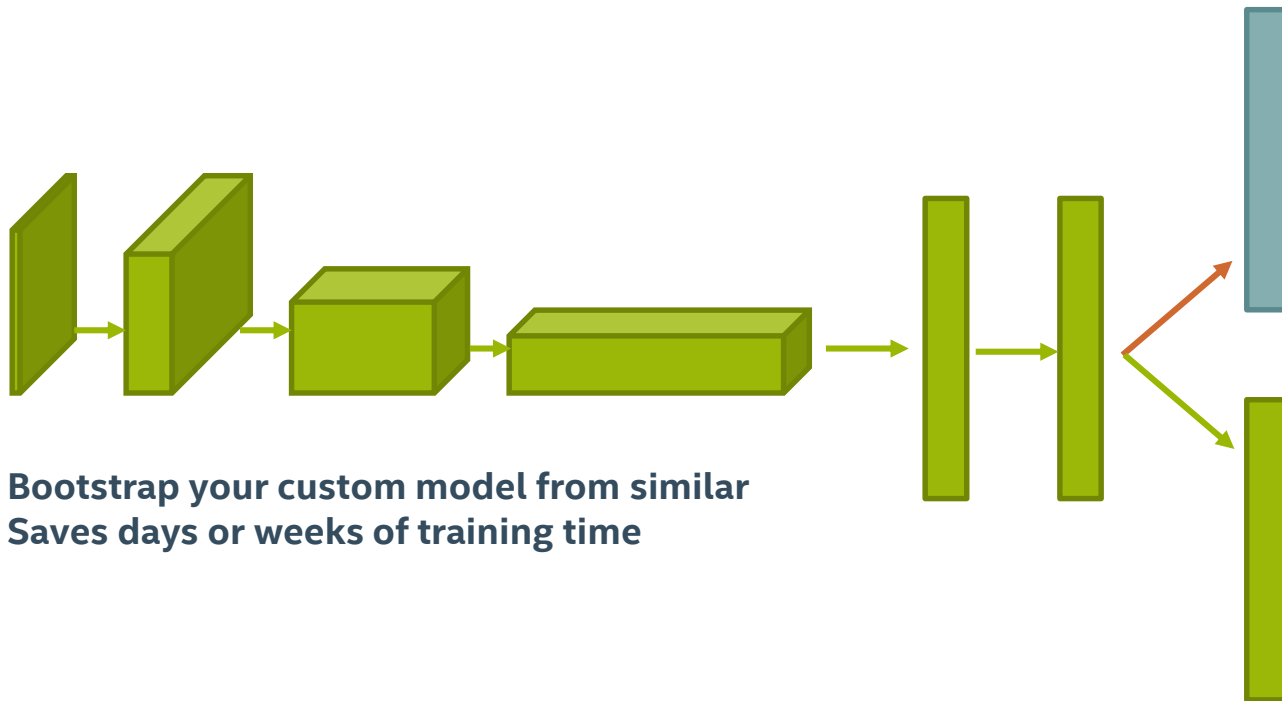 Bootstrap your custom model from similar
Saves days or weeks of training time